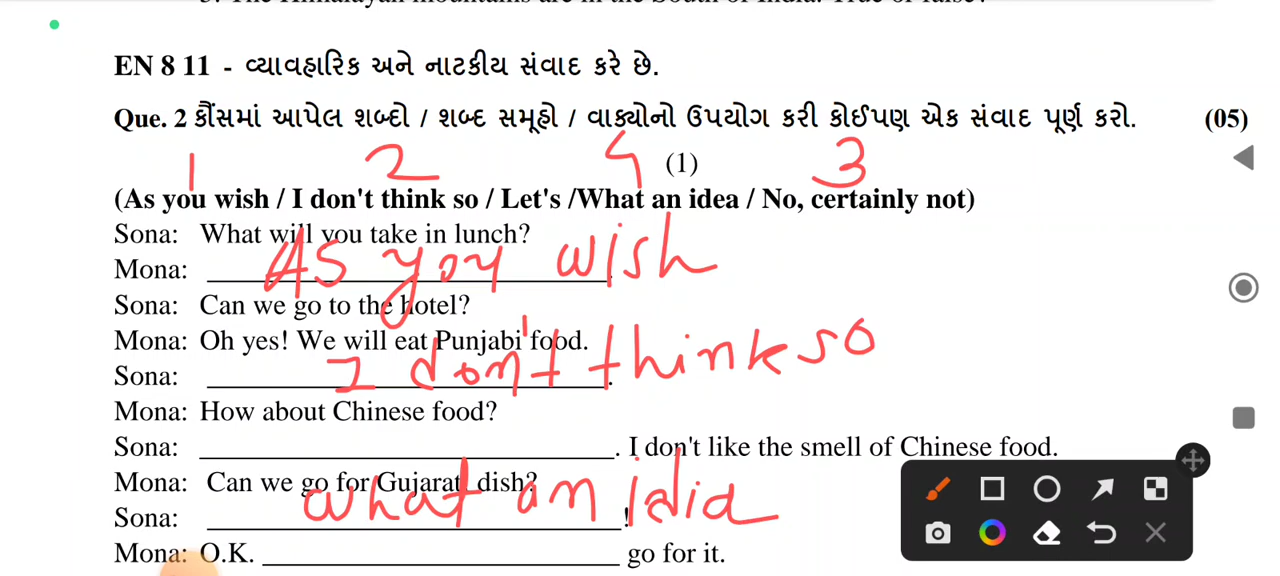 EN 8 11 - વ્યાવહારિક અને નાટકીય સંવાદ કરે છે.
Que. 2 કૌંસમાં આપેલ શબ્દો / શબ્દ સમૂહો / વાક્યોનો ઉપયોગ કરી કોઈપણ એક સંવાદ પૂર્ણ કરો. (05)
1 2 4 (1) 3
(As you wish / I don't think so / Let's /What an idea / No, certainly not)
Sona: What will you take in lunch?
Mona: As you wish
Sona: Can we go to the hotel?
Mona: Oh yes! We will eat Punjabi food.
Sona: I don't think so.
Mona: How about Chinese food?
Sona: . I don't like the smell of Chinese food.
Mona: Can we go for Gujarati dish?
Sona: what an !
Mona: O.K. go for it.